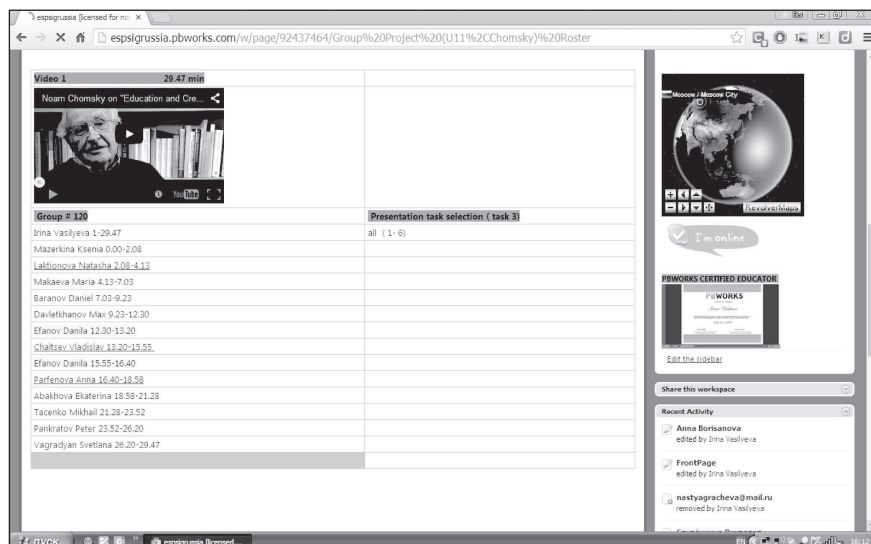 espsigrussia [licensed for no
espsigrussia.pbworks.com/w/page/92437464/Group%20Project%20(U11%2CChomsky)%20Roster
Video 1 29.47 min
Noam Chomsky on "Education and Cre...
YouTube
Group # 120 Presentation task selection ( task 3)
Irina Vasilyeva 1-29.47 all ( 1- 6)
Mazerkina Ksenia 0.00-2.08
Laktionova Natasha 2.08-4.13
Makaeva Maria 4.13-7.03
Baranov Daniel 7.03-9.23
Davletkhanov Max 9.23-12.30
Efanov Danila 12.30-13.20
Chaltsev Vladislav 13.20-15.55
Efanov Danila 15.55-16.40
Parfenova Anna 16.40-18.58
Abakhova Ekaterina 18.58-21.28
Tacenko Mikhail 21.28-23.52
Pankratov Peter 23.52-26.20
Vagradyan Svetlana 26.20-29.47
Moscow / Moscow City
RevolverMaps
I'm online
PBWORKS CERTIFIED EDUCATOR
PBWORKS
Edit the sidebar
Share this workspace
Recent Activity
Anna Borisanova
edited by Irina Vasilyeva
FrontPage
edited by Irina Vasilyeva
nastyagracheva@mail.ru
removed by Irina Vasilyeva
пуск
espsigrussia [licensed...
EN
16:12